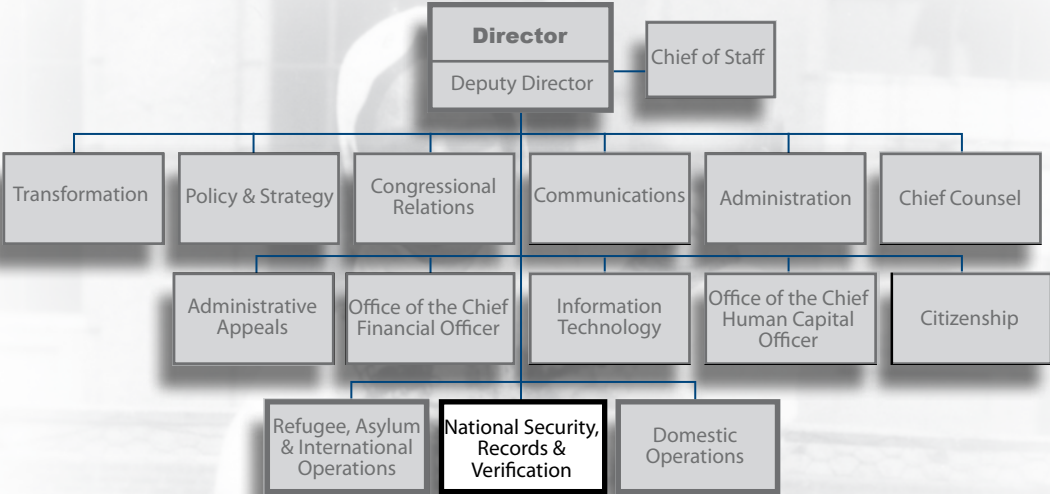 Director
Deputy Director
Chief of Staff
Transformation
Policy & Strategy
Congressional
Relations
Communications
Administration
Chief Counsel
Administrative
Appeals
Office of the Chief
Financial Officer
Information
Technology
Office of the Chief
Human Capital
Officer
Citizenship
Refugee, Asylum
& International
Operations
National Security,
Records &
Verification
Domestic
Operations